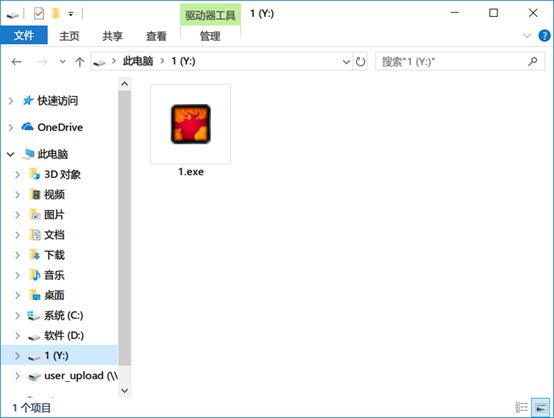 驱动器工具 1 (Y:)
文件 主页 共享 查看 管理
此电脑 1 (Y:) 搜索"1 (Y:)"
快速访问
OneDrive
此电脑
3D 对象
视频
图片
文档
下载
音乐
桌面
系统 (C:)
软件 (D:)
1 (Y:)
user_upload (\\
1.exe
1 个项目